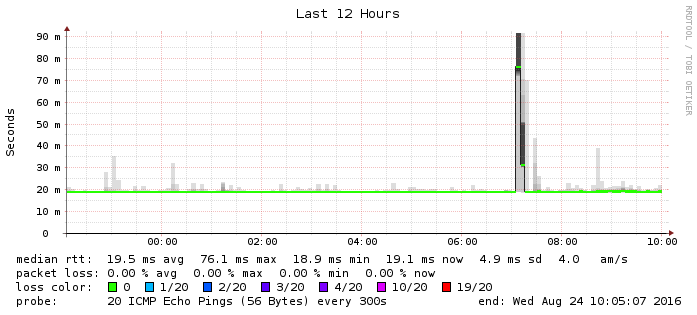 Last 12 Hours
RRDTOOL / TOBI OETIKER
Seconds
90 m
80 m
70 m
60 m
50 m
40 m
30 m
20 m
10 m
0
00:00 02:00 04:00 06:00 08:00 10:00
median rtt: 19.5 ms avg 76.1 ms max 18.9 ms min 19.1 ms now 4.9 ms sd 4.0 am/s
packet loss: 0.00 % avg 0.00 % max 0.00 % min 0.00 % now
loss color: 0 1/20 2/20 3/20 4/20 10/20 19/20
probe: 20 ICMP Echo Pings (56 Bytes) every 300s end: Wed Aug 24 10:05:07 2016